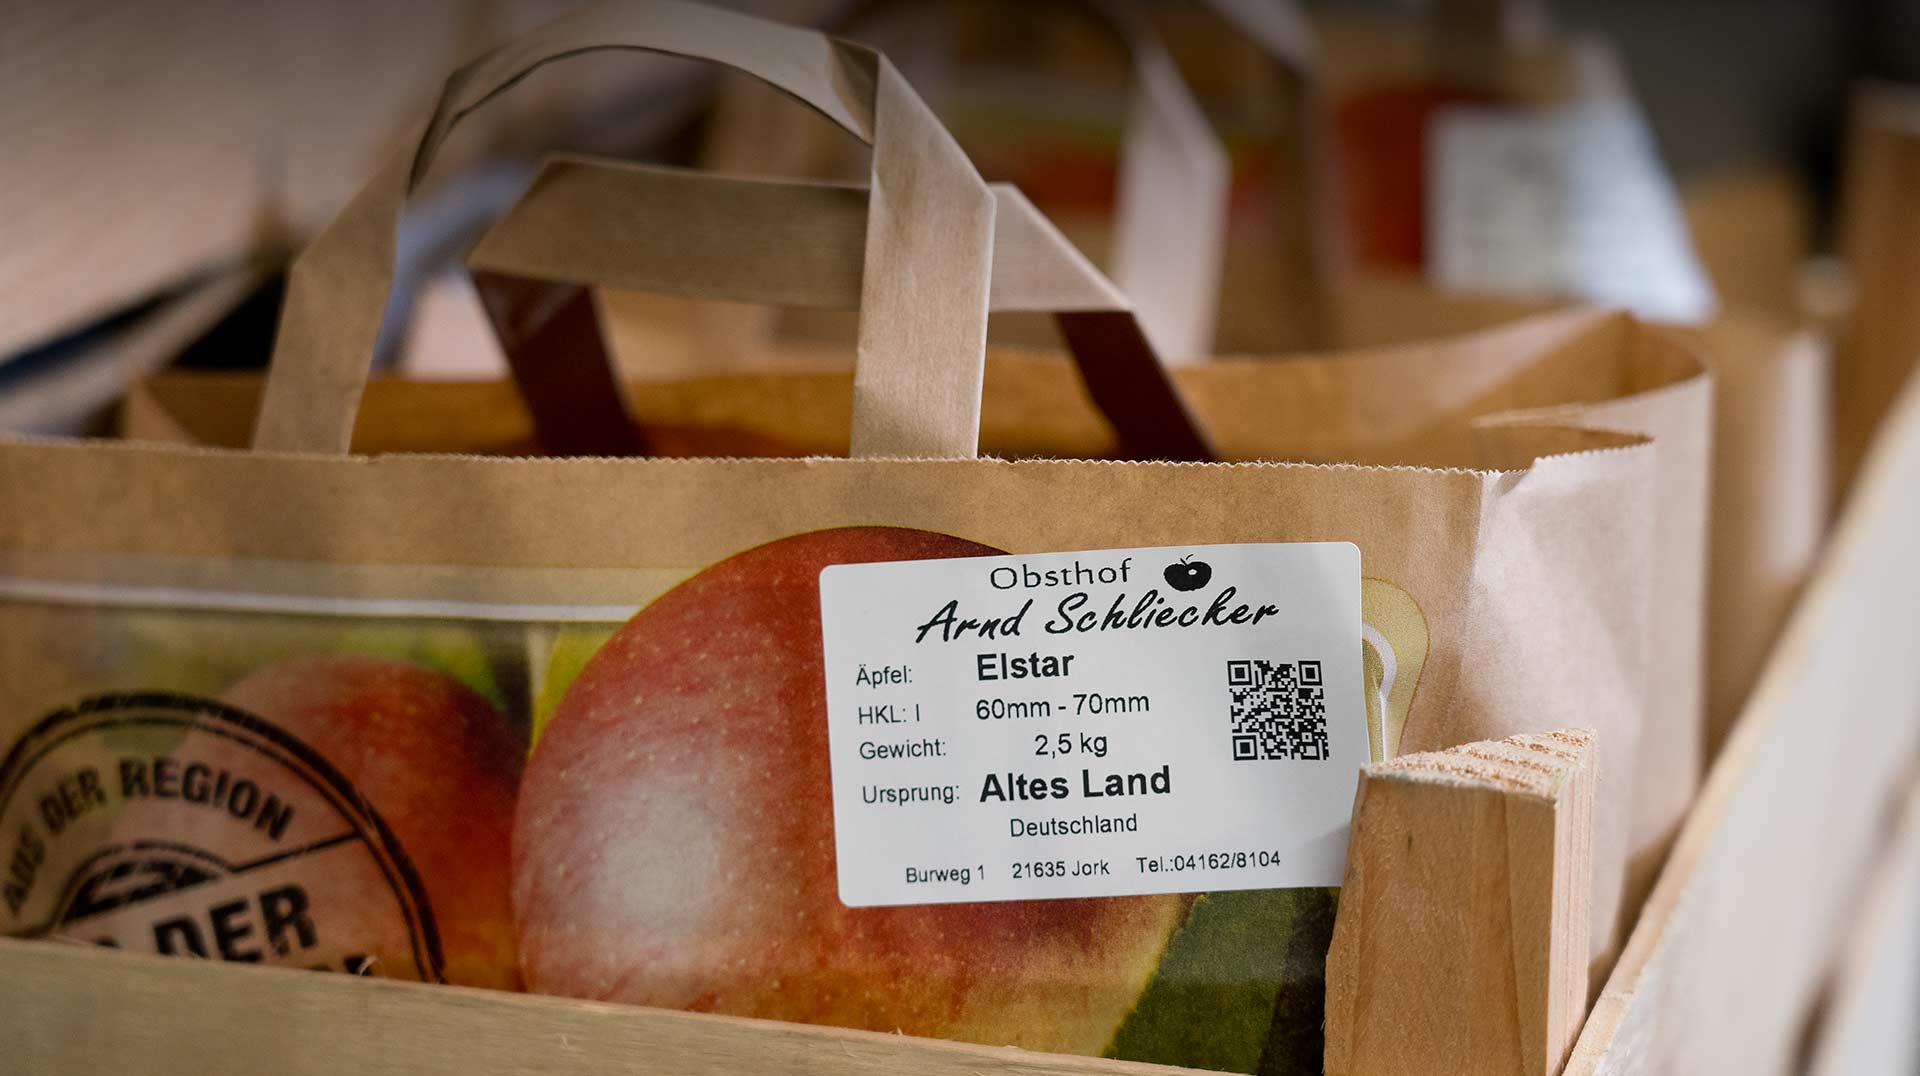 Obsthof
Arnd Schliecker
Äpfel: Elstar
HKL: I 60mm - 70mm
Gewicht: 2,5 kg
Ursprung: Altes Land
Deutschland
Burweg 1 21635 Jork Tel.:04162/8104
AUS DER REGION
DER